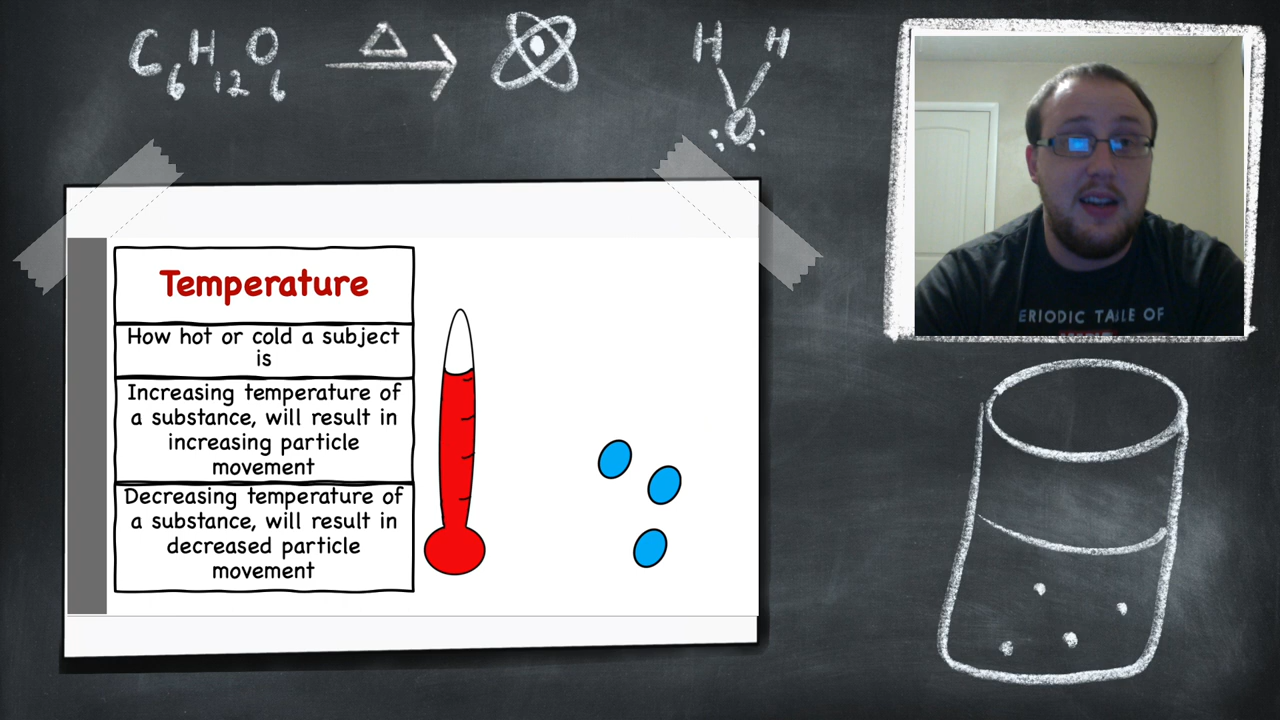 C6H12O6
H H
O
Temperature
How hot or cold a subject
is
Increasing temperature of
a substance, will result in
increasing particle
movement
Decreasing temperature of
a substance, will result in
decreased particle
movement
ERIODIC TABLE OF